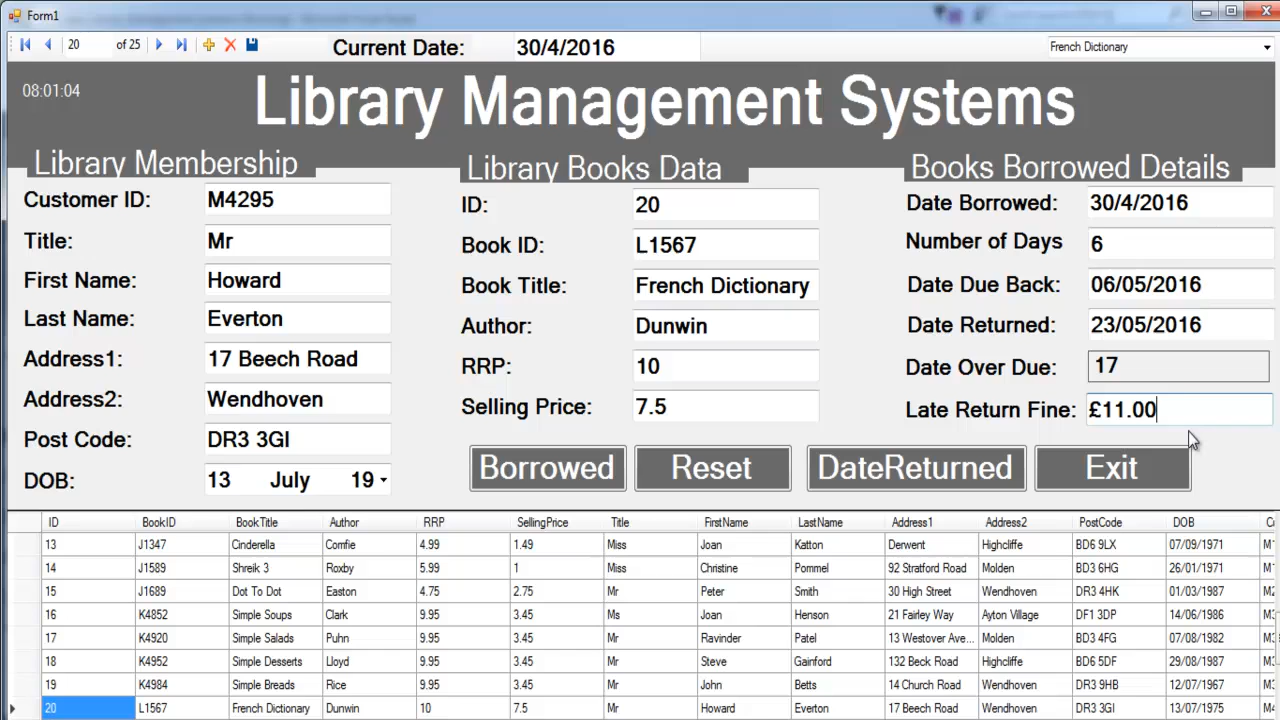 Form1
20 of 25 Current Date: 30/4/2016 French Dictionary
08:01:04
Library Management Systems
Library Membership
Customer ID: M4295
Title: Mr
First Name: Howard
Last Name: Everton
Address1: 17 Beech Road
Address2: Wendhoven
Post Code: DR3 3GI
DOB: 13 July 19
Library Books Data
ID: 20
Book ID: L1567
Book Title: French Dictionary
Author: Dunwin
RRP: 10
Selling Price: 7.5
Books Borrowed Details
Date Borrowed: 30/4/2016
Number of Days 6
Date Due Back: 06/05/2016
Date Returned: 23/05/2016
Date Over Due: 17
Late Return Fine: £11.00
Borrowed Reset DateReturned Exit
ID BookID BookTitle Author RRP SellingPrice Title FirstName LastName Address1 Address2 PostCode DOB
13 J1347 Cinderella Comfie 4.99 1.49 Miss Joan Katton Derwent Highcliffe BD6 9LX 07/09/1971
14 J1589 Shreik 3 Roxby 5.99 1 Miss Christine Pommel 92 Stratford Road Molden BD3 6HG 26/01/1971
15 J1689 Dot To Dot Easton 4.75 2.75 Mr Peter Smith 30 High Street Wendhoven DR3 4HK 01/03/1987
16 K4852 Simple Soups Clark 9.95 3.45 Ms Joan Henson 21 Fairley Way Ayton Village DF1 3DP 14/06/1986
17 K4920 Simple Salads Puhn 9.95 3.45 Mr Ravinder Patel 13 Westover Ave... Molden BD3 4FG 07/08/1982
18 K4952 Simple Desserts Lloyd 9.95 3.45 Mr Steve Gainford 132 Beck Road Highcliffe BD6 5DF 29/08/1987
19 K4984 Simple Breads Rice 9.95 3.45 Mr John Betts 14 Church Road Wendhoven DR3 9HB 12/07/1967
20 L1567 French Dictionary Dunwin 10 7.5 Mr Howard Everton 17 Beech Road Wendhoven DR3 3GI 13/07/1975